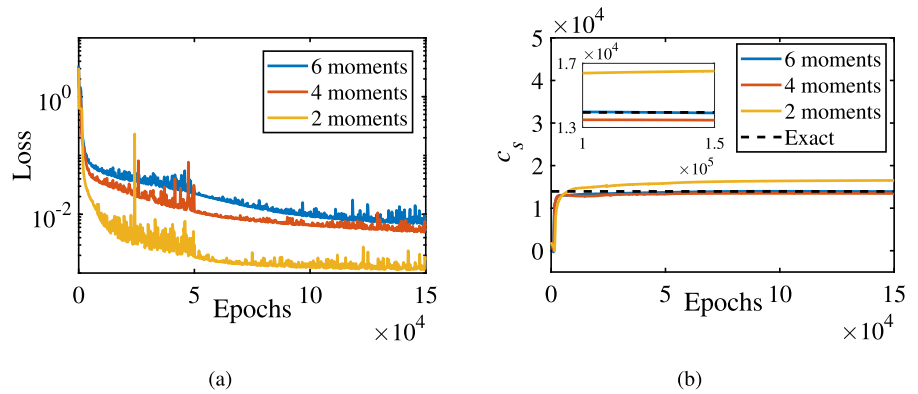 6 moments
4 moments
2 moments
10^0
10^-2
Loss
0
5
10
15
Epochs
×10^4
(a)
×10^4
5
4
3
2
1
0
c_s
×10^4
1.7
1.3
1
1.5
×10^5
6 moments
4 moments
2 moments
Exact
0
5
10
15
Epochs
×10^4
(b)